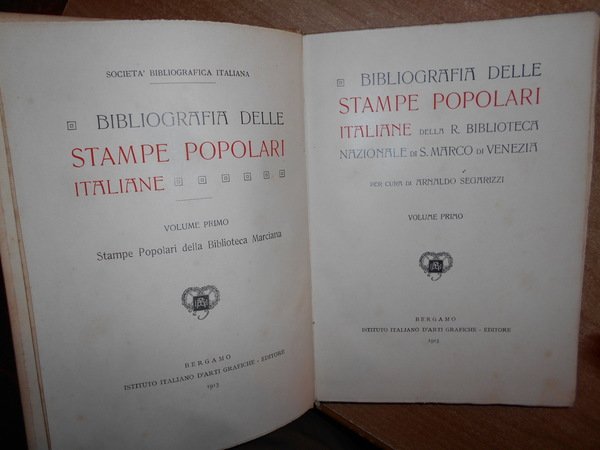 SOCIETA' BIBLIOGRAFICA ITALIANA
BIBLIOGRAFIA DELLE
STAMPE POPOLARI
ITALIANE
VOLUME PRIMO
Stampe Popolari della Biblioteca Marciana
BERGAMO
ISTITUTO ITALIANO D'ARTI GRAFICHE - EDITORE
1913
BIBLIOGRAFIA DELLE
STAMPE POPOLARI
ITALIANE DELLA R. BIBLIOTECA
NAZIONALE DI S. MARCO DI VENEZIA
PER CURA DI ARNALDO SEGARIZZI
VOLUME PRIMO
BERGAMO
ISTITUTO ITALIANO D'ARTI GRAFICHE - EDITORE
1913